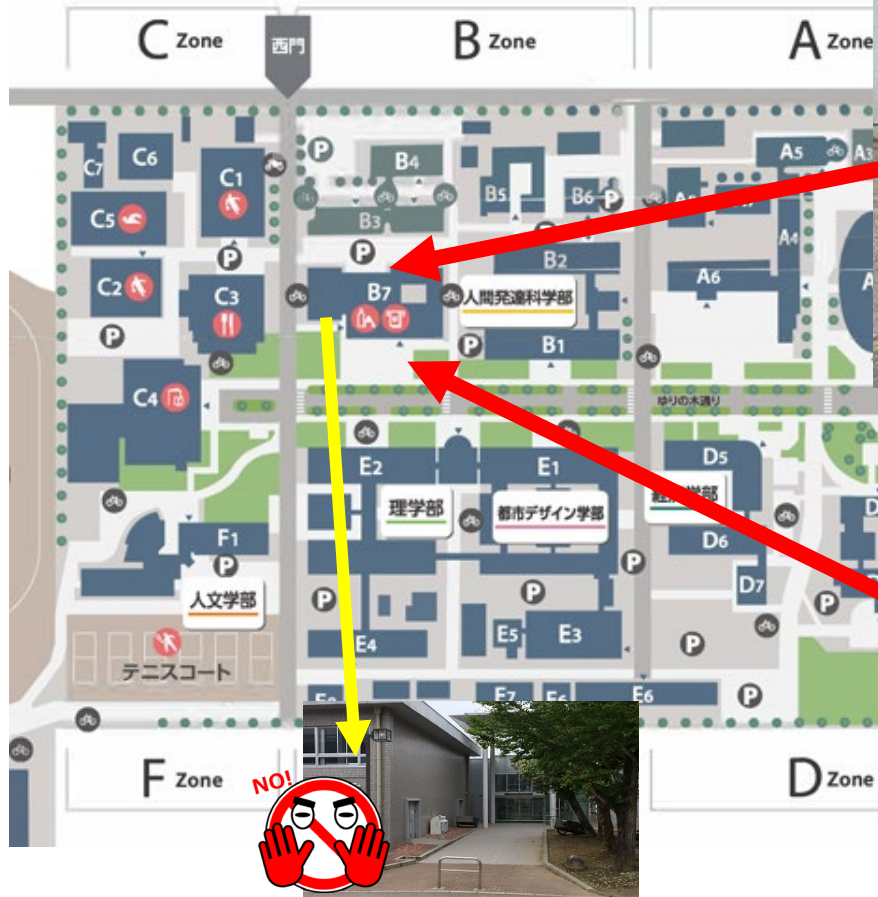 C Zone
西門
B Zone
A Zone
C7
C6
C1
P
B4
A5
A3
C5
B3
B5
B6
P
P
A4
C2
C3
P
B7
B2
人間発達科学部
A6
P
P
B1
C4
ゆりの木通り
E2
E1
D5
理学部
都市デザイン学部
F1
D6
P
P
P
P
D7
P
人文学部
E4
E5
E3
P
テニスコート
E7
E6
P
F Zone
D Zone
NO!